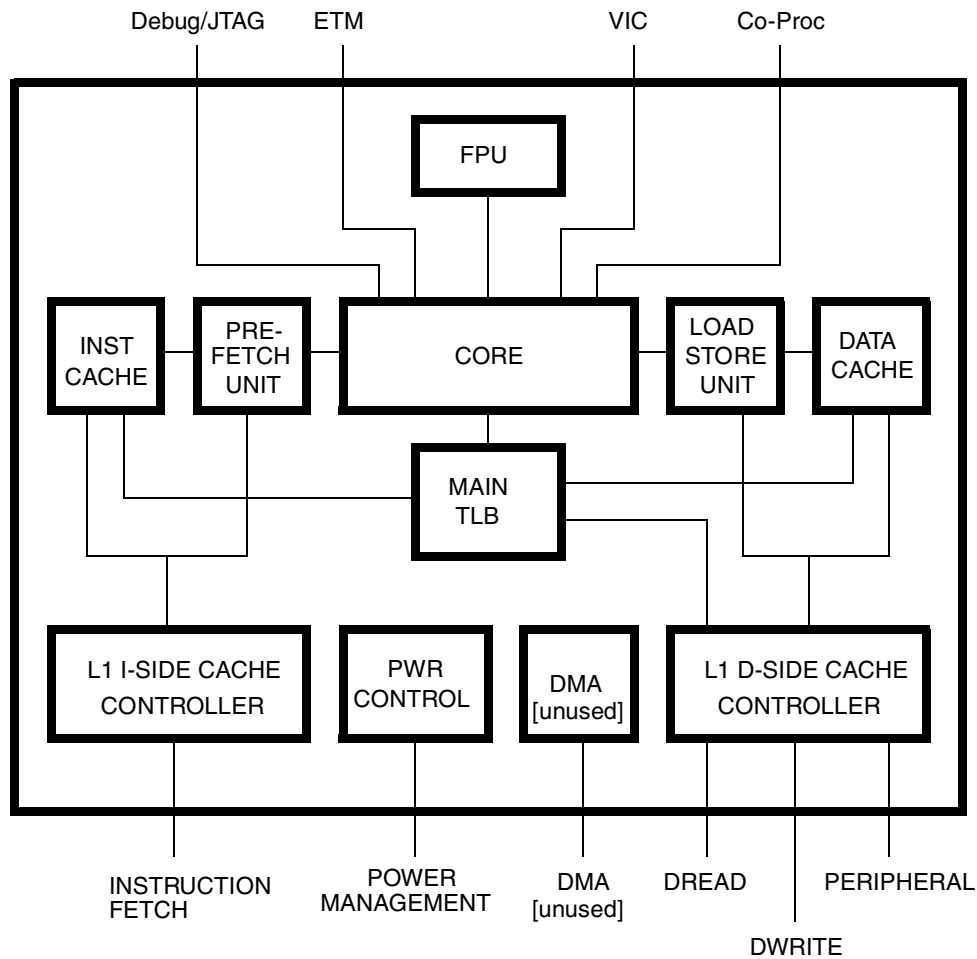 Debug/JTAG
ETM
VIC
Co-Proc
FPU
INST
CACHE
PRE-
FETCH
UNIT
CORE
LOAD
STORE
UNIT
DATA
CACHE
MAIN
TLB
L1 I-SIDE CACHE
CONTROLLER
PWR
CONTROL
DMA
[unused]
L1 D-SIDE CACHE
CONTROLLER
INSTRUCTION
FETCH
POWER
MANAGEMENT
DMA
[unused]
DREAD
DWRITE
PERIPHERAL